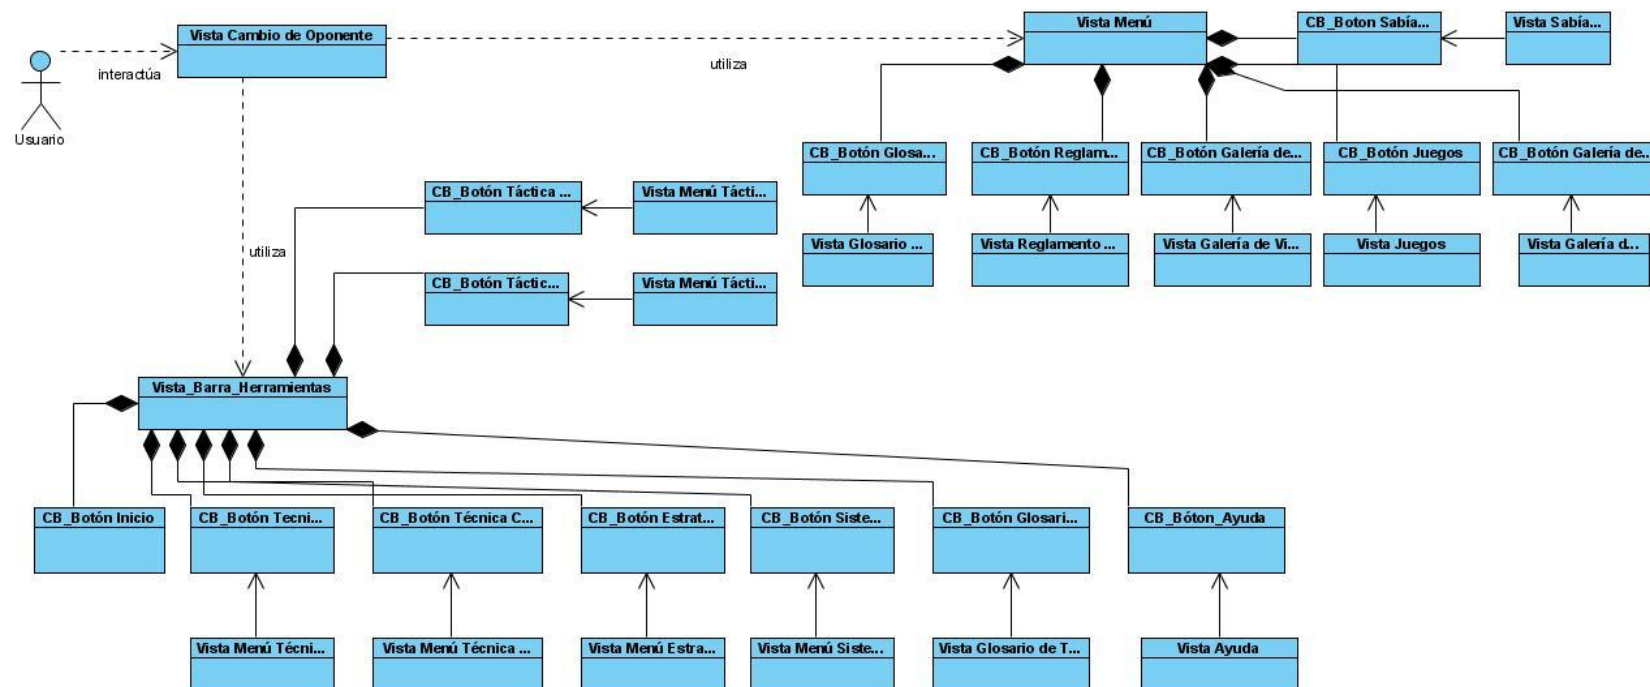 Vista Menú
CB_Boton Sabía...
Vista Sabía...
Vista Cambio de Oponente
interactúa
utiliza
Usuario
CB_Botón Glosa...
CB_Botón Reglam...
CB_Botón Galería de...
CB_Botón Juegos
CB_Botón Galería de...
CB_Botón Táctica ...
Vista Menú Tácti...
Vista Glosario ...
Vista Reglamento ...
Vista Galería de Vi...
Vista Juegos
Vista Galería d...
utiliza
CB_Botón Táctic...
Vista Menú Tácti...
Vista_Barra_Herramientas
CB_Botón Inicio
CB_Botón Tecni...
CB_Botón Técnica C...
CB_Botón Estrat...
CB_Botón Siste...
CB_Botón Glosari...
CB_Bóton_Ayuda
Vista Menú Técni...
Vista Menú Técnica ...
Vista Menú Estra...
Vista Menú Siste...
Vista Glosario de T...
Vista Ayuda